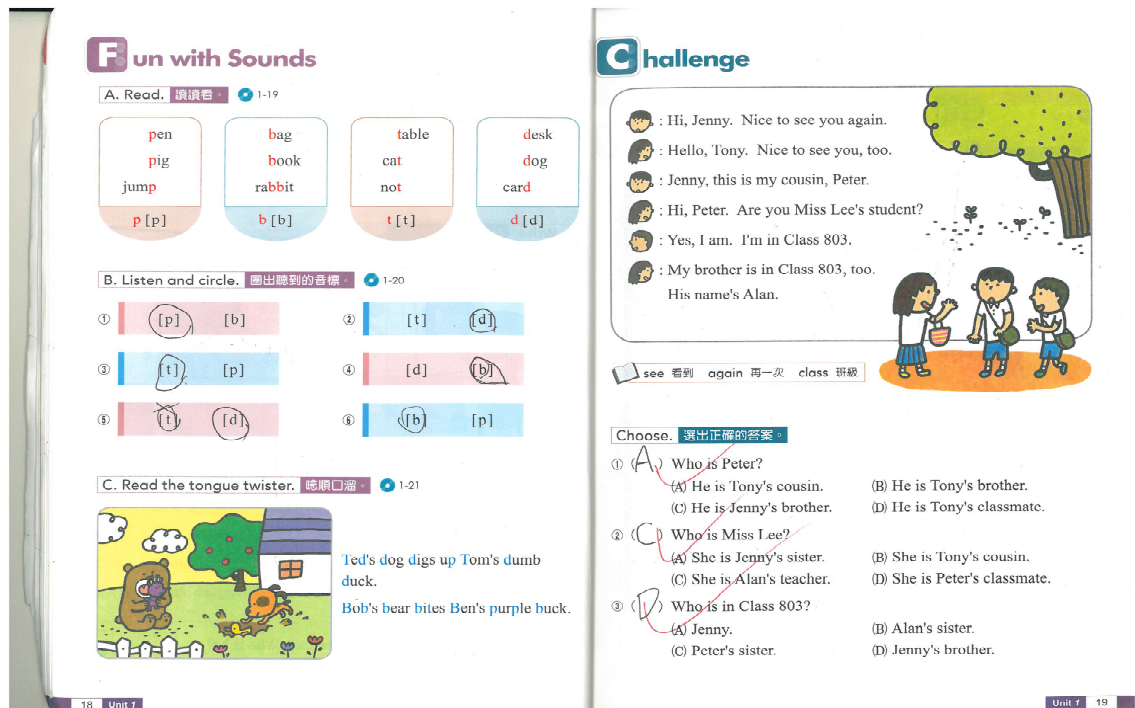 Fun with Sounds
A. Read. 讀讀看。 1-19
pen bag table desk
pig book cat dog
jump rabbit not card
p [p] b [b] t [t] d [d]
B. Listen and circle. 圈出聽到的音標。 1-20
① [p] [b] ② [t] [d]
③ [t] [p] ④ [d] [b]
⑤ [t] [d] ⑥ [b] [p]
C. Read the tongue twister. 唸順口溜。 1-21
Ted's dog digs up Tom's dumb
duck.
Bob's bear bites Ben's purple buck.
18 Unit 1
Challenge
: Hi, Jenny. Nice to see you again.
: Hello, Tony. Nice to see you, too.
: Jenny, this is my cousin, Peter.
: Hi, Peter. Are you Miss Lee's student?
: Yes, I am. I'm in Class 803.
: My brother is in Class 803, too.
His name's Alan.
see 看到 again 再一次 class 班級
Choose. 選出正確的答案。
① (A) Who is Peter?
(A) He is Tony's cousin. (B) He is Tony's brother.
(C) He is Jenny's brother. (D) He is Tony's classmate.
② (C) Who is Miss Lee?
(A) She is Jenny's sister. (B) She is Tony's cousin.
(C) She is Alan's teacher. (D) She is Peter's classmate.
③ (D) Who is in Class 803?
(A) Jenny. (B) Alan's sister.
(C) Peter's sister. (D) Jenny's brother.
Unit 1 19